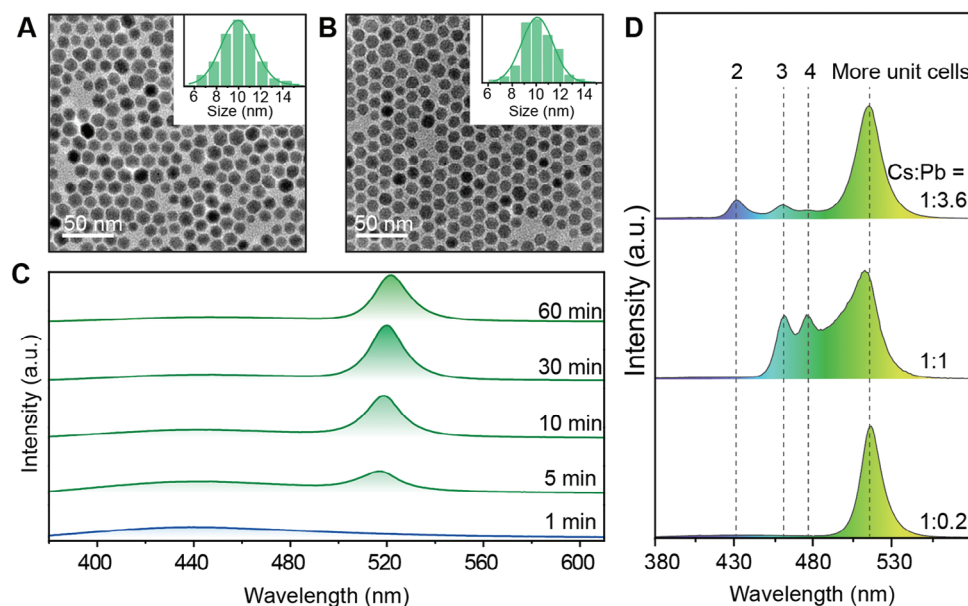 A
6 8 10 12 14
Size (nm)
50 nm
B
6 8 10 12 14
Size (nm)
50 nm
C
60 min
30 min
10 min
5 min
1 min
Intensity (a.u.)
400 440 480 520 560 600
Wavelength (nm)
D
2 3 4 More unit cells
Cs:Pb =
1:3.6
1:1
1:0.2
Intensity (a.u.)
380 430 480 530
Wavelength (nm)